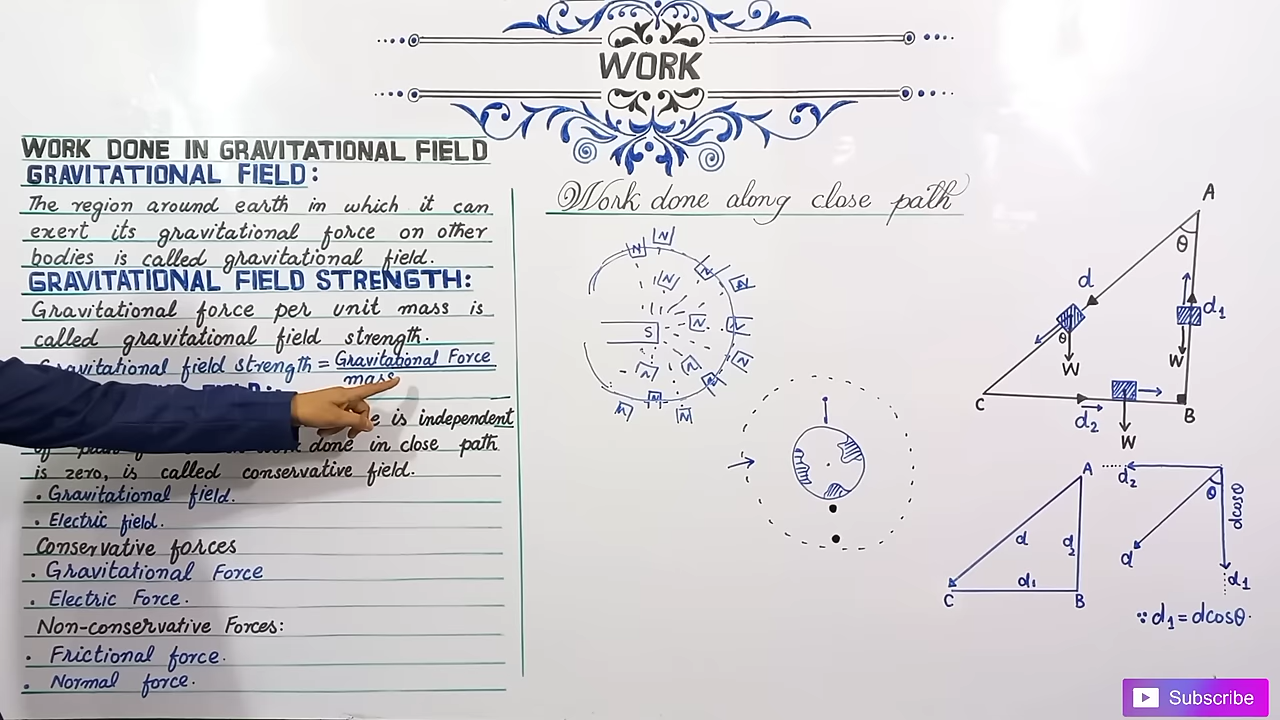 WORK
WORK DONE IN GRAVITATIONAL FIELD
GRAVITATIONAL FIELD:
The region around earth in which it can
exert its gravitational force on other
bodies is called gravitational field.
GRAVITATIONAL FIELD STRENGTH:
Gravitational force per unit mass is
called gravitational field strength.
Gravitational field strength = Gravitational Force
mass
is independent
done in close path
is zero, is called conservative field.
• Gravitational field.
• Electric field.
Conservative forces
• Gravitational Force
• Electric Force.
Non-conservative Forces:
• Frictional force.
• Normal force.
Work done along close path
N N
N N N
S N N
N N N
N N N
A
θ
d
d1
θ
W
W
C
d2
B
W
A
d
d2
d1
C
B
d2
θ
dcosθ
d
d1
∵ d1 = dcosθ.
Subscribe